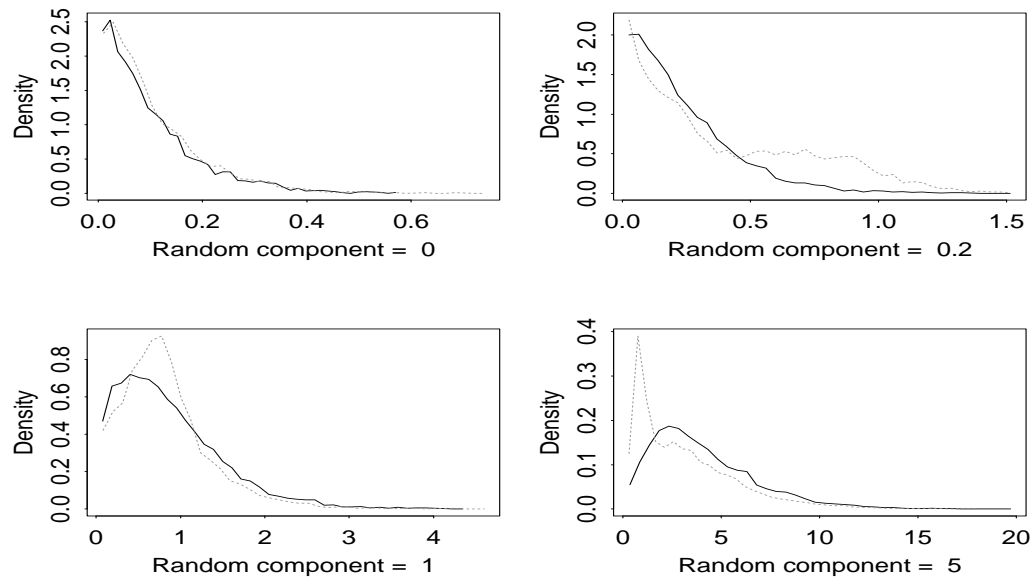 Density
0.0 0.5 1.0 1.5 2.0 2.5
0.0 0.2 0.4 0.6
Random component = 0
Density
0.0 0.5 1.0 1.5 2.0
0.0 0.5 1.0 1.5
Random component = 0.2
Density
0.0 0.2 0.4 0.6 0.8
0 1 2 3 4
Random component = 1
Density
0.0 0.1 0.2 0.3 0.4
0 5 10 15 20
Random component = 5